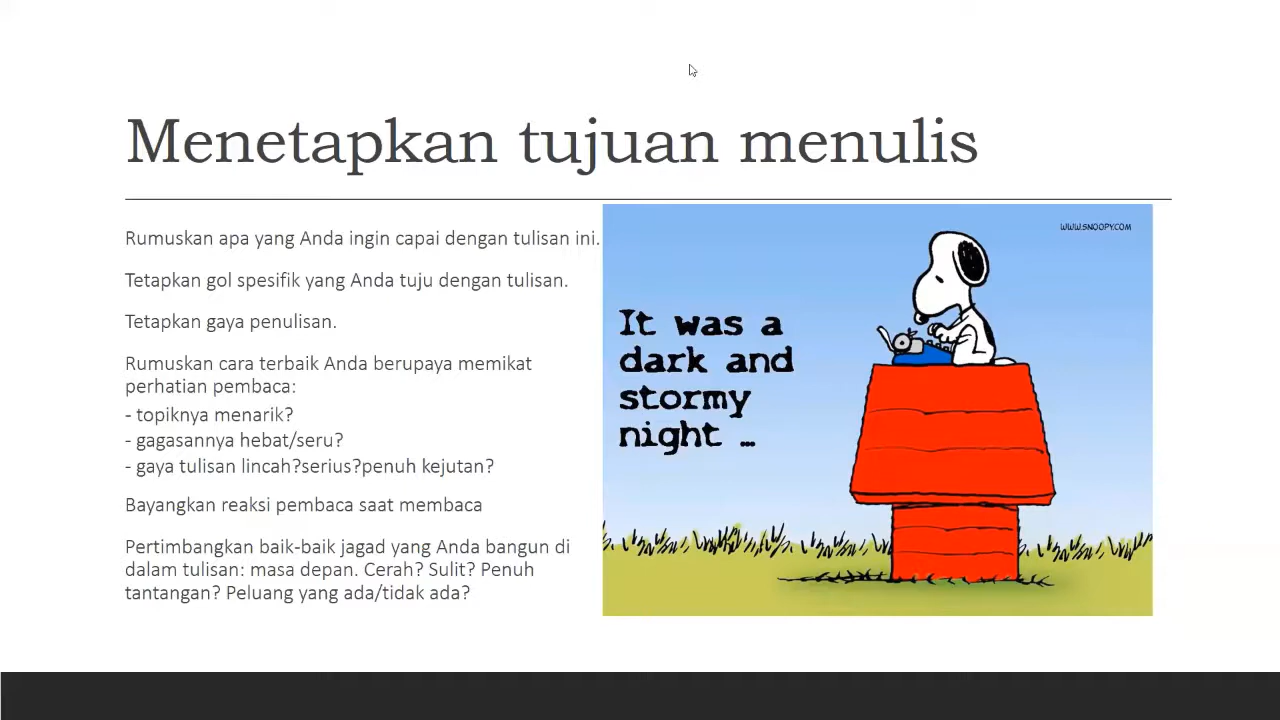 Menetapkan tujuan menulis
Rumuskan apa yang Anda ingin capai dengan tulisan ini.
Tetapkan gol spesifik yang Anda tuju dengan tulisan.
Tetapkan gaya penulisan.
Rumuskan cara terbaik Anda berupaya memikat
perhatian pembaca:
- topiknya menarik?
- gagasannya hebat/seru?
- gaya tulisan lincah?serius?penuh kejutan?
Bayangkan reaksi pembaca saat membaca
Pertimbangkan baik-baik jagad yang Anda bangun di
dalam tulisan: masa depan. Cerah? Sulit? Penuh
tantangan? Peluang yang ada/tidak ada?
WWW.SNOOPY.COM
It was a
dark and
stormy
night ...